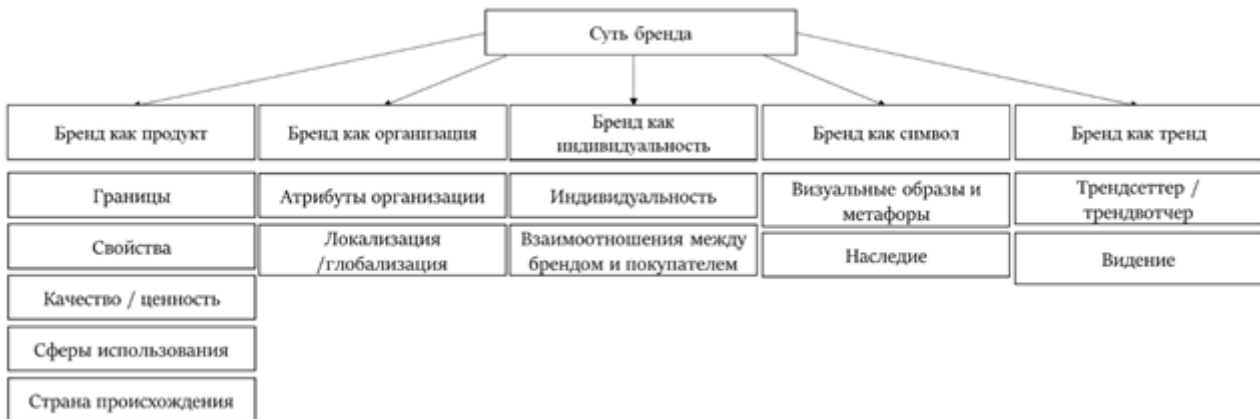 Суть бренда
Бренд как продукт
Бренд как организация
Бренд как
индивидуальность
Бренд как символ
Бренд как тренд
Границы
Свойства
Качество / ценность
Сферы использования
Страна происхождения
Атрибуты организации
Локализация
/глобализация
Индивидуальность
Взаимоотношения между
брендом и покупателем
Визуальные образы и
метафоры
Наследие
Трендсеттер /
трендвотчер
Видение